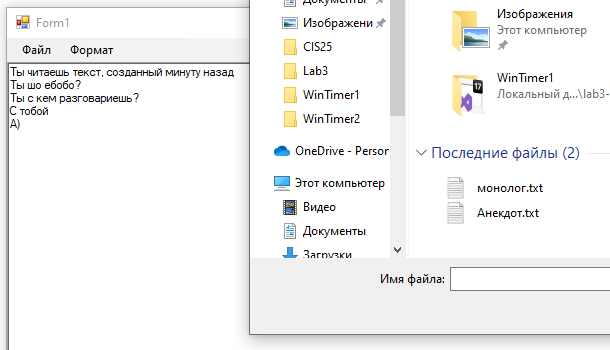 Form1
Файл Формат
Ты читаешь текст, созданный минуту назад
Ты шо ебобо?
Ты с кем разговариешь?
С тобой
А)
Документы
Изображени
CIS25
Lab3
WinTimer1
WinTimer2
OneDrive - Person
Этот компьютер
Видео
Документы
Загрузки
Изображения
Этот компьютер
17
WinTimer1
Локальный д...\lab3-
Последние файлы (2)
монолог.txt
Анекдот.txt
Имя файла: